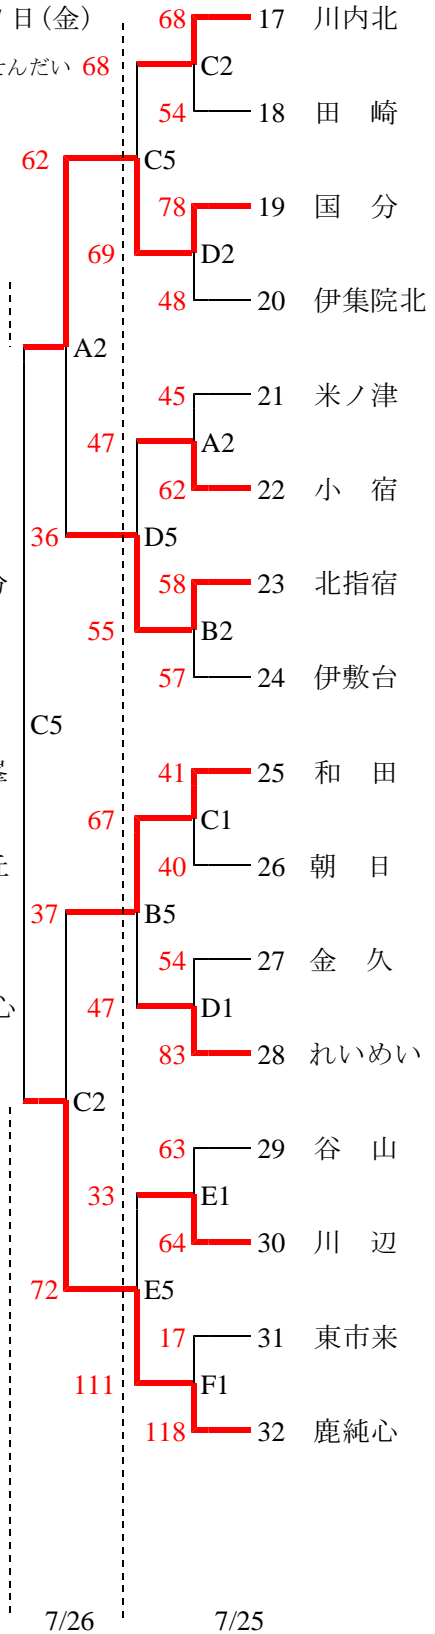 日(金)
68 17 川内北
せんだい 68 C2
54 18 田 崎
62 C5
78 19 国 分
69 D2
48 20 伊集院北
A2
45 21 米ノ津
47 A2
62 22 小 宿
36 D5
58 23 北指宿
55 B2
57 24 伊敷台
C5
41 25 和 田
67 C1
40 26 朝 日
37 B5
54 27 金 久
47 D1
83 28 れいめい
C2
63 29 谷 山
33 E1
64 30 川 辺
72 E5
17 31 東市来
111 F1
118 32 鹿純心
7/26 7/25